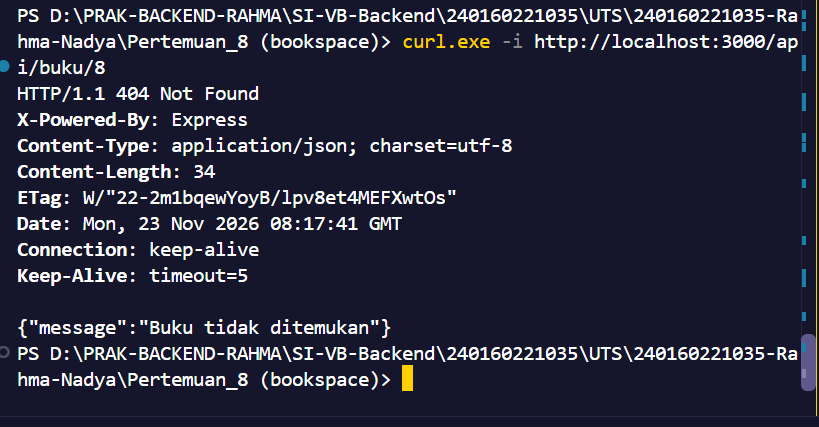 PS D:\PRAK-BACKEND-RAHMA\SI-VB-Backend\240160221035\UTS\240160221035-Ra
hma-Nadya\Pertemuan_8 (bookspace)> curl.exe -i http://localhost:3000/ap
i/buku/8
HTTP/1.1 404 Not Found
X-Powered-By: Express
Content-Type: application/json; charset=utf-8
Content-Length: 34
ETag: W/"22-2m1bqewYoyB/lpv8et4MEFXwtOs"
Date: Mon, 23 Nov 2026 08:17:41 GMT
Connection: keep-alive
Keep-Alive: timeout=5

{"message":"Buku tidak ditemukan"}
PS D:\PRAK-BACKEND-RAHMA\SI-VB-Backend\240160221035\UTS\240160221035-Ra
hma-Nadya\Pertemuan_8 (bookspace)>